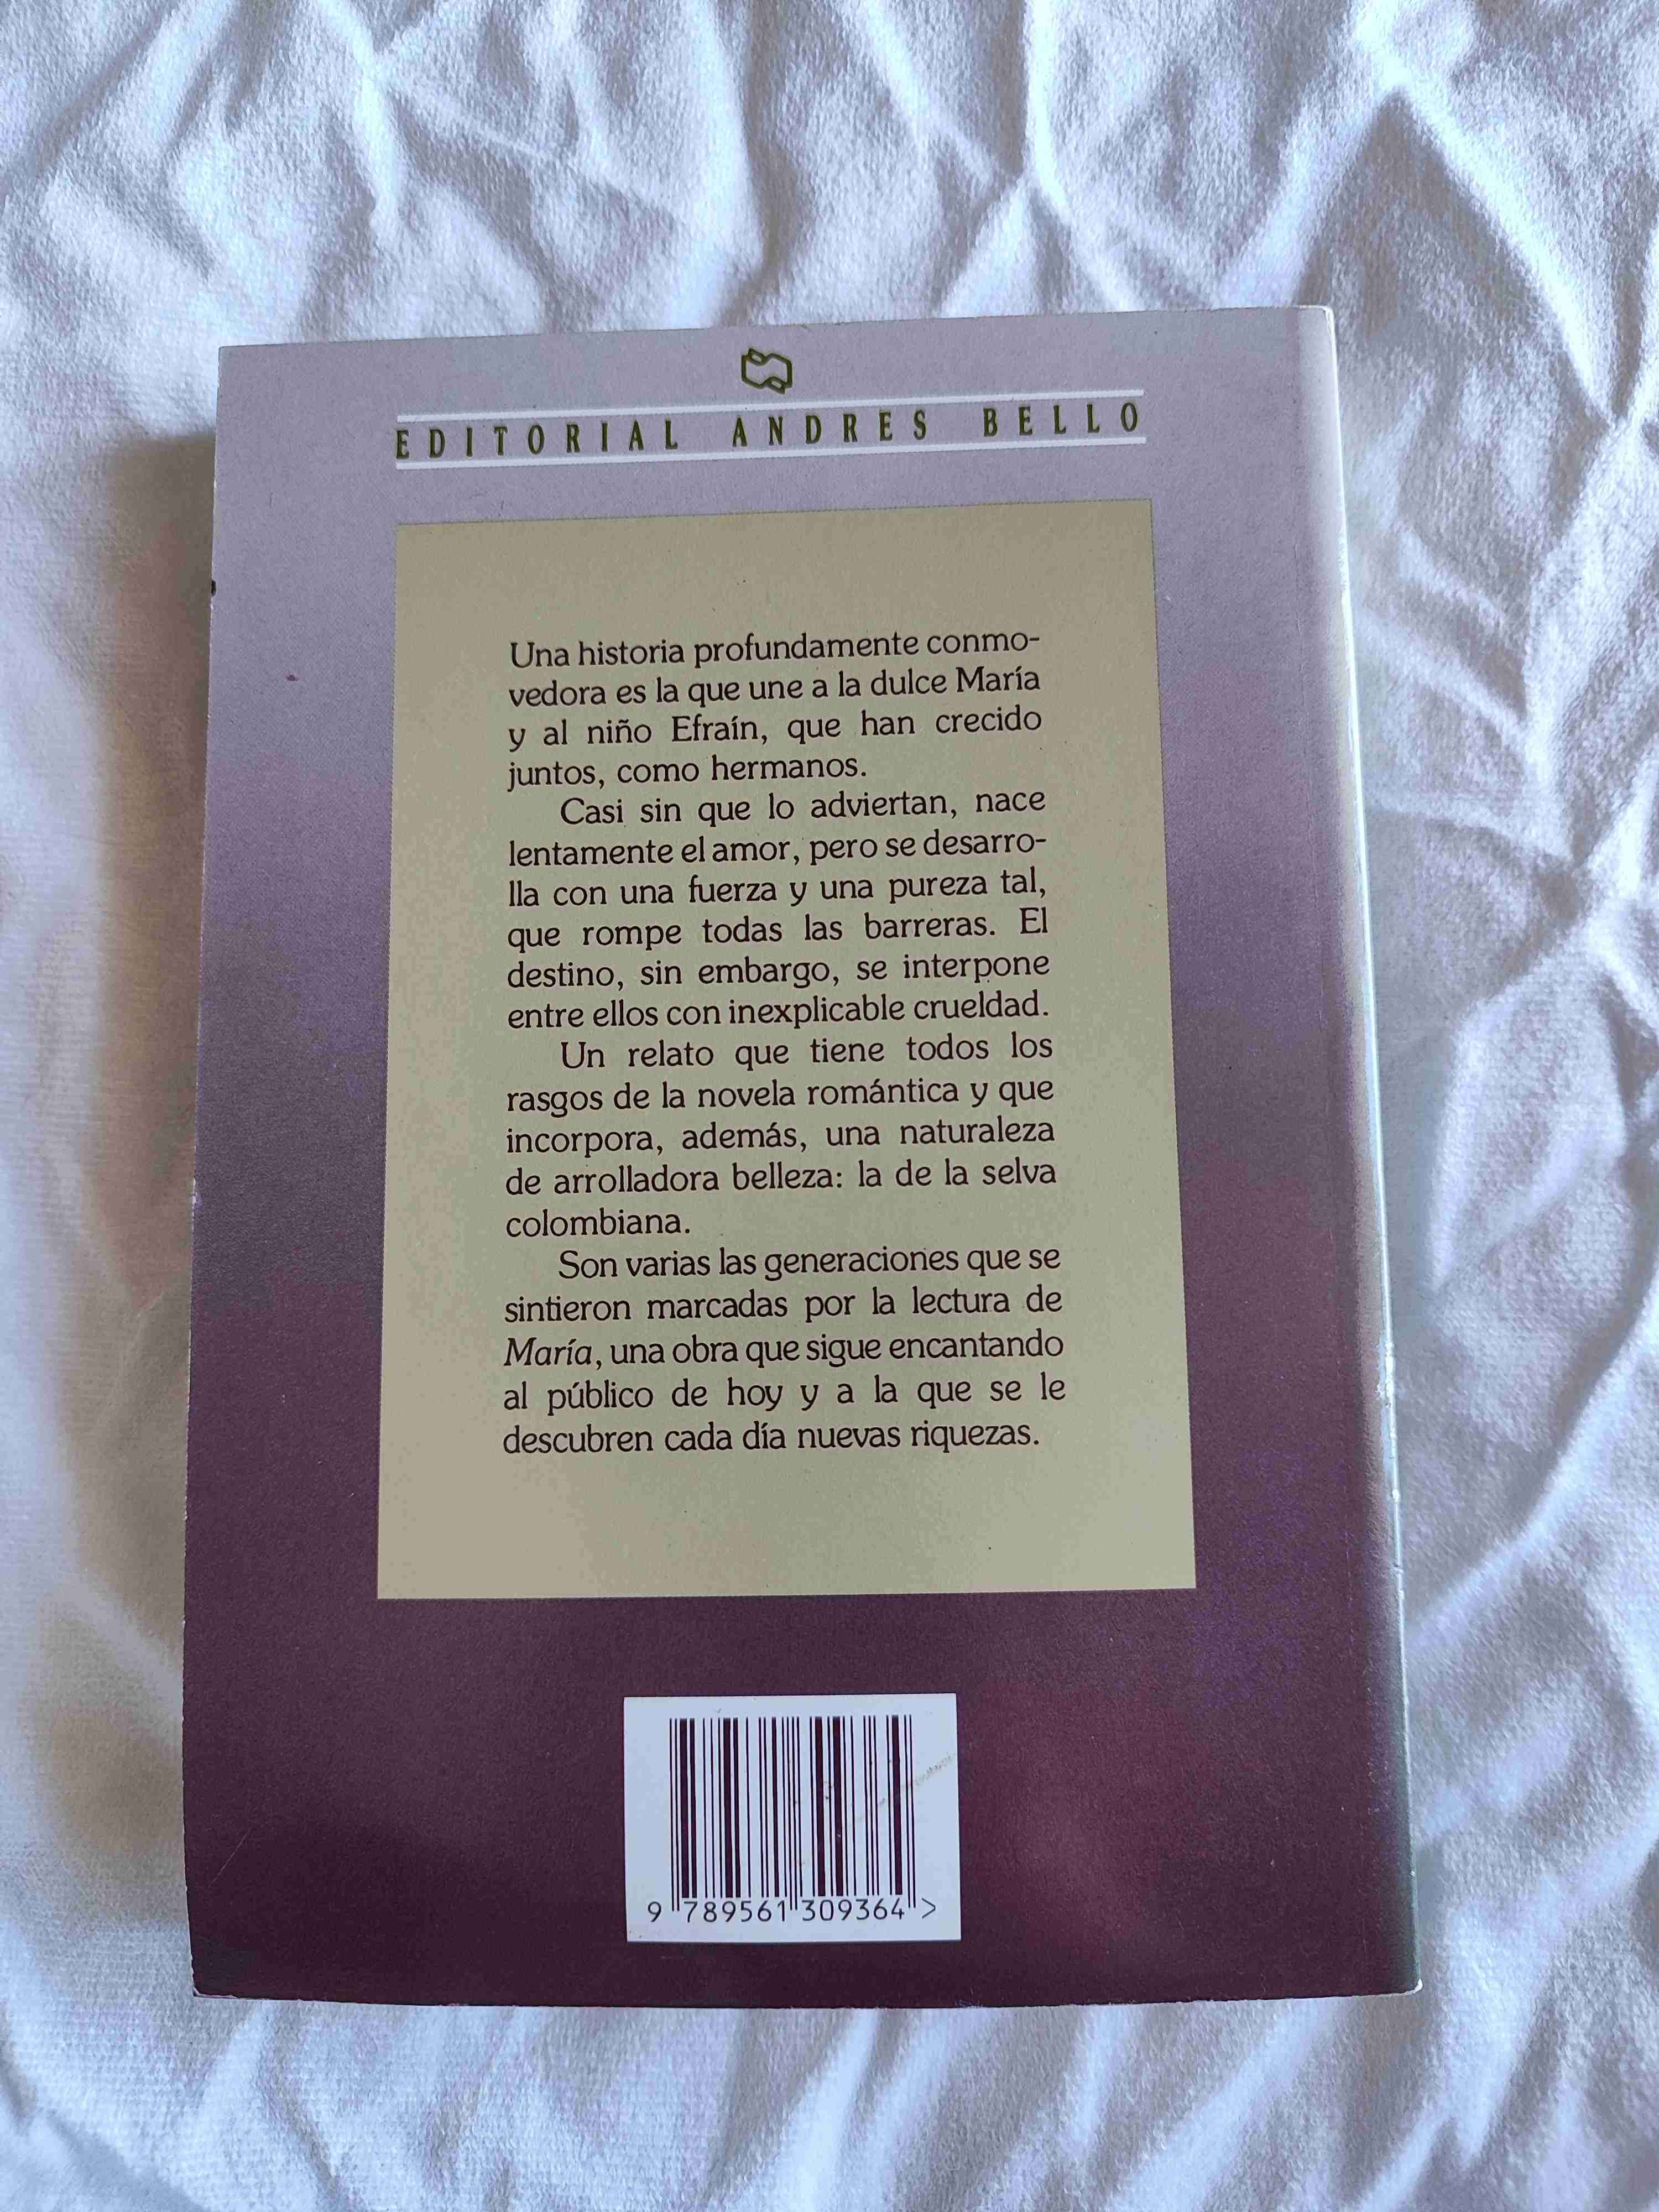 EDITORIAL ANDRES BELLO
Una historia profundamente conmo-
vedora es la que une a la dulce María
y al niño Efraín, que han crecido
juntos, como hermanos.
Casi sin que lo adviertan, nace
lentamente el amor, pero se desarro-
lla con una fuerza y una pureza tal,
que rompe todas las barreras. El
destino, sin embargo, se interpone
entre ellos con inexplicable crueldad.
Un relato que tiene todos los
rasgos de la novela romántica y que
incorpora, además, una naturaleza
de arrolladora belleza: la de la selva
colombiana.
Son varias las generaciones que se
sintieron marcadas por la lectura de
María, una obra que sigue encantando
al público de hoy y a la que se le
descubren cada día nuevas riquezas.
9 789561 309364 >